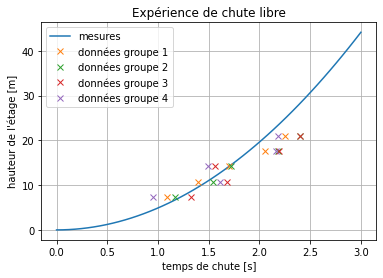 Expérience de chute libre
hauteur de l'étage [m]
40
30
20
10
0
mesures
données groupe 1
données groupe 2
données groupe 3
données groupe 4
0.0 0.5 1.0 1.5 2.0 2.5 3.0
temps de chute [s]